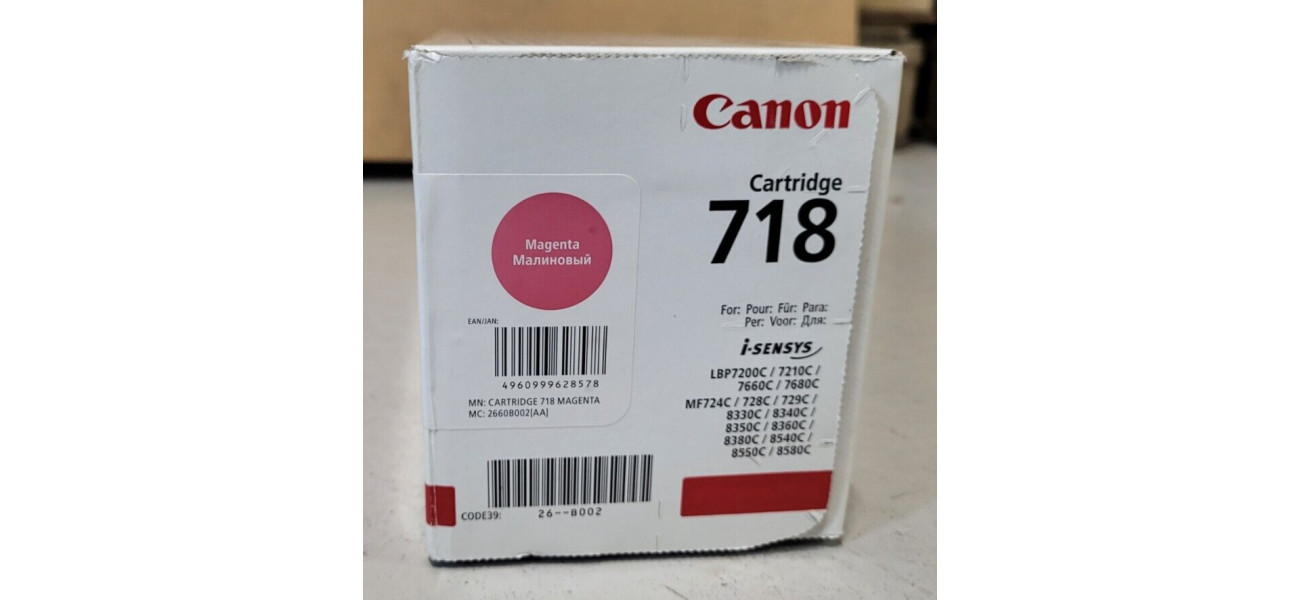 Canon
Cartridge
718
Magenta
Малиновый
EAN/JAN:
4960999628578
MN: CARTRIDGE 718 MAGENTA
MC: 2660B002[AA]
For: Pour: Für: Para:
Per: Voor: Для:
i-SENSYS
LBP7200C / 7210C /
7660C / 7680C
MF724C / 728C / 729C /
8330C / 8340C /
8350C / 8360C /
8380C / 8540C /
8550C / 8580C
CODE39:
26--B002